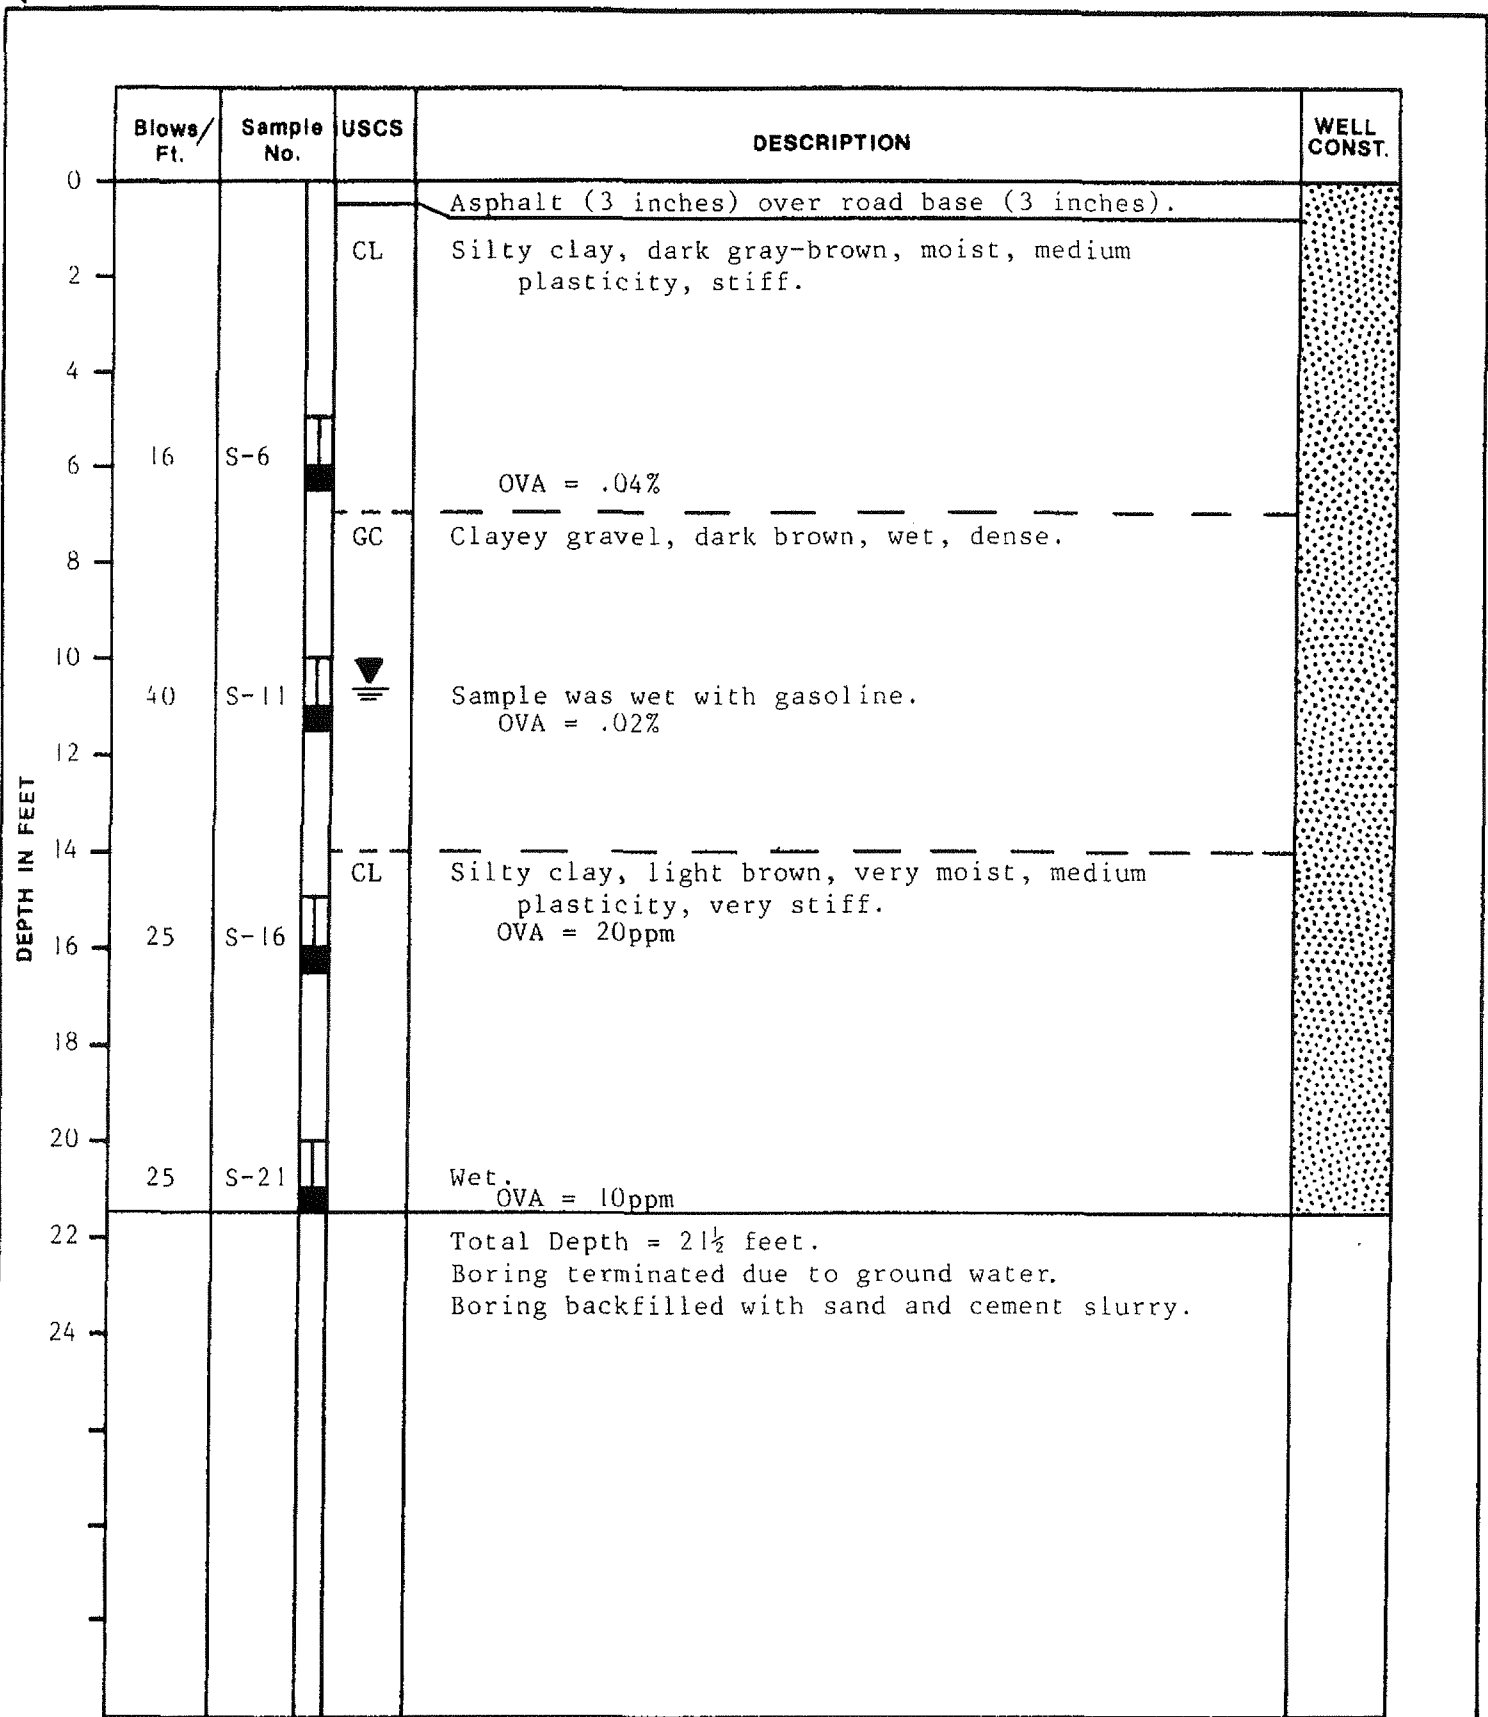 Blows/ Sample USCS DESCRIPTION WELL
Ft. No. CONST.
0
Asphalt (3 inches) over road base (3 inches).
CL Silty clay, dark gray-brown, moist, medium
2 plasticity, stiff.
4
16 S-6
6
OVA = .04%
GC Clayey gravel, dark brown, wet, dense.
8
10
40 S-11 Sample was wet with gasoline.
OVA = .02%
12
DEPTH IN FEET
14
CL Silty clay, light brown, very moist, medium
plasticity, very stiff.
16 25 S-16 OVA = 20ppm
18
20
25 S-21 Wet.
OVA = 10ppm
22 Total Depth = 21½ feet.
Boring terminated due to ground water.
Boring backfilled with sand and cement slurry.
24